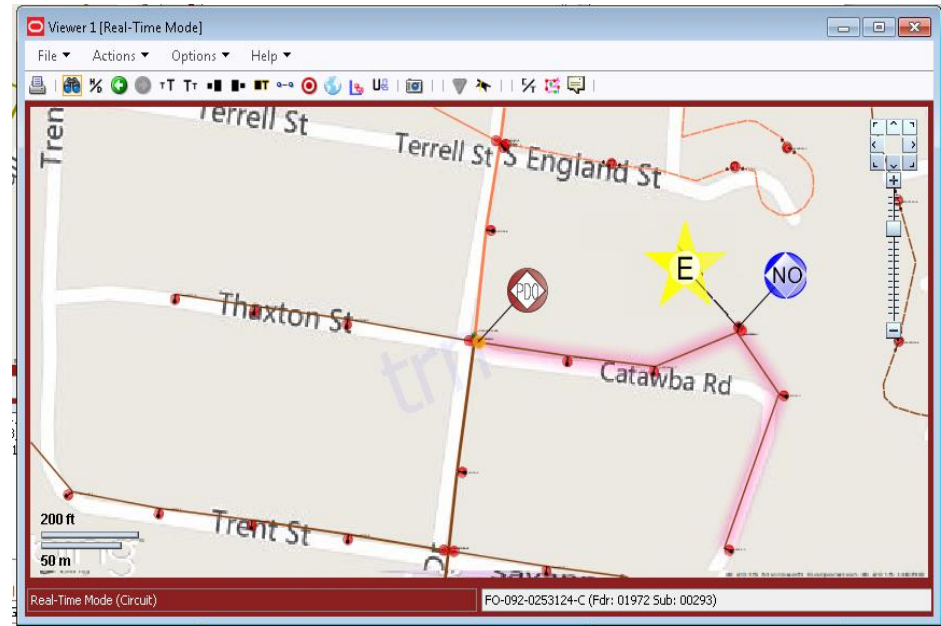 Viewer 1 [Real-Time Mode]
File Actions Options Help
Terrell St
Tren
Terrell St
S England St
E
NO
PDO
Thaxton St
Catawba Rd
200 ft
50 m
Trent St
Real-Time Mode (Circuit)
FO-092-0253124-C (Fdr: 01972 Sub: 00293)